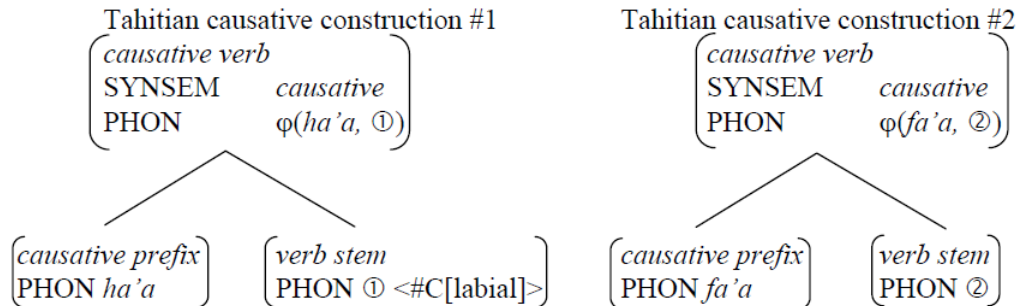 Tahitian causative construction #1
causative verb
SYNSEM causative
PHON φ(ha’a, ①)
causative prefix
PHON ha’a
verb stem
PHON ① <#C[labial]>
Tahitian causative construction #2
causative verb
SYNSEM causative
PHON φ(fa’a, ②)
causative prefix
PHON fa’a
verb stem
PHON ②